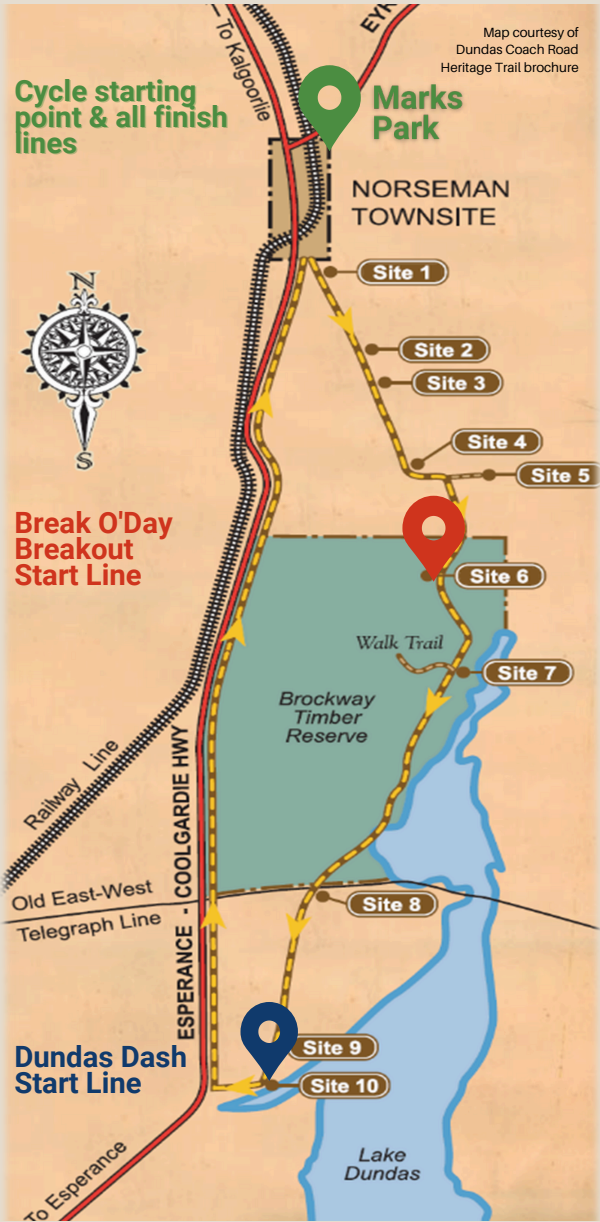 Map courtesy of
Dundas Coach Road
Heritage Trail brochure
To Kalgoorlie
EYR
Cycle starting
point & all finish
lines
Marks
Park
NORSEMAN
TOWNSITE
Site 1
N
S
Site 2
Site 3
Site 4
Site 5
Break O'Day
Breakout
Start Line
Site 6
Walk Trail
Site 7
Brockway
Timber
Reserve
Railway Line
ESPERANCE - COOLGARDIE HWY
Old East-West
Telegraph Line
Site 8
Dundas Dash
Start Line
Site 9
Site 10
Lake
Dundas
To Esperance